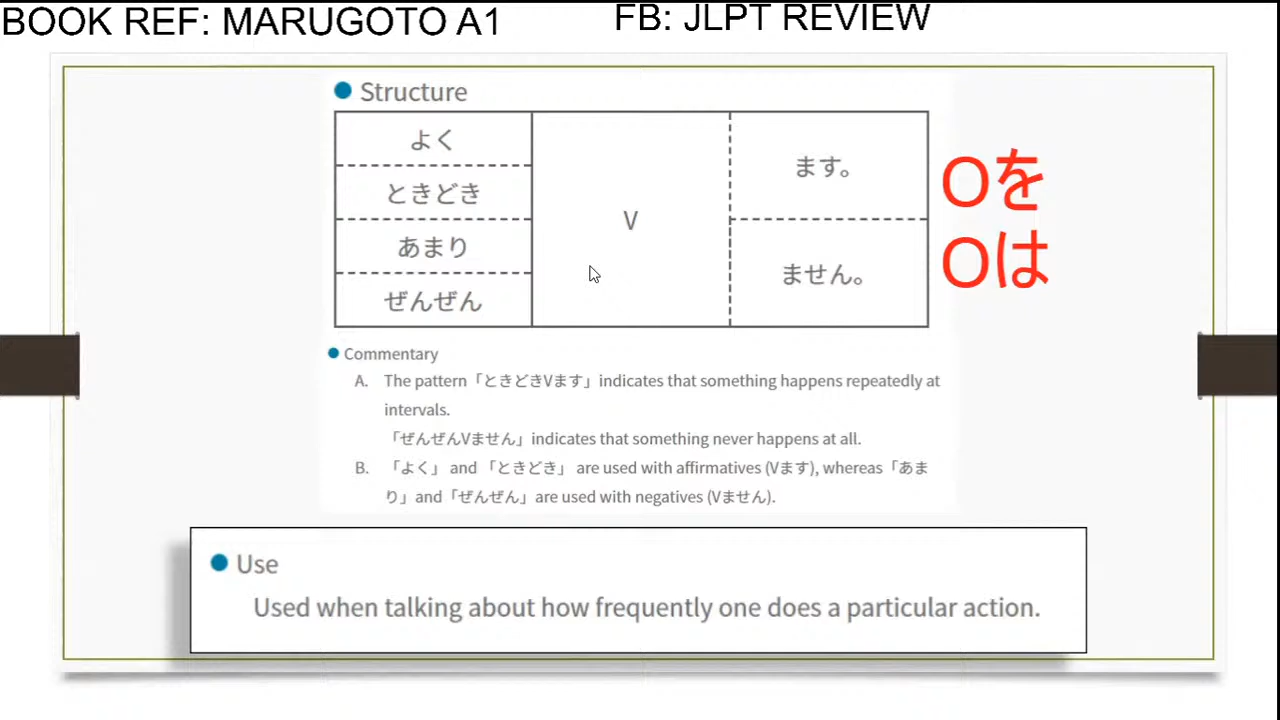 BOOK REF: MARUGOTO A1
FB: JLPT REVIEW
Structure
よく
ときどき
あまり
ぜんぜん
V
ます。
ません。
Oを
Oは
Commentary
A. The pattern「ときどきVます」indicates that something happens repeatedly at
intervals.
「ぜんぜんVません」indicates that something never happens at all.
B. 「よく」 and 「ときどき」 are used with affirmatives (Vます), whereas「あま
り」and「ぜんぜん」are used with negatives (Vません).
Use
Used when talking about how frequently one does a particular action.